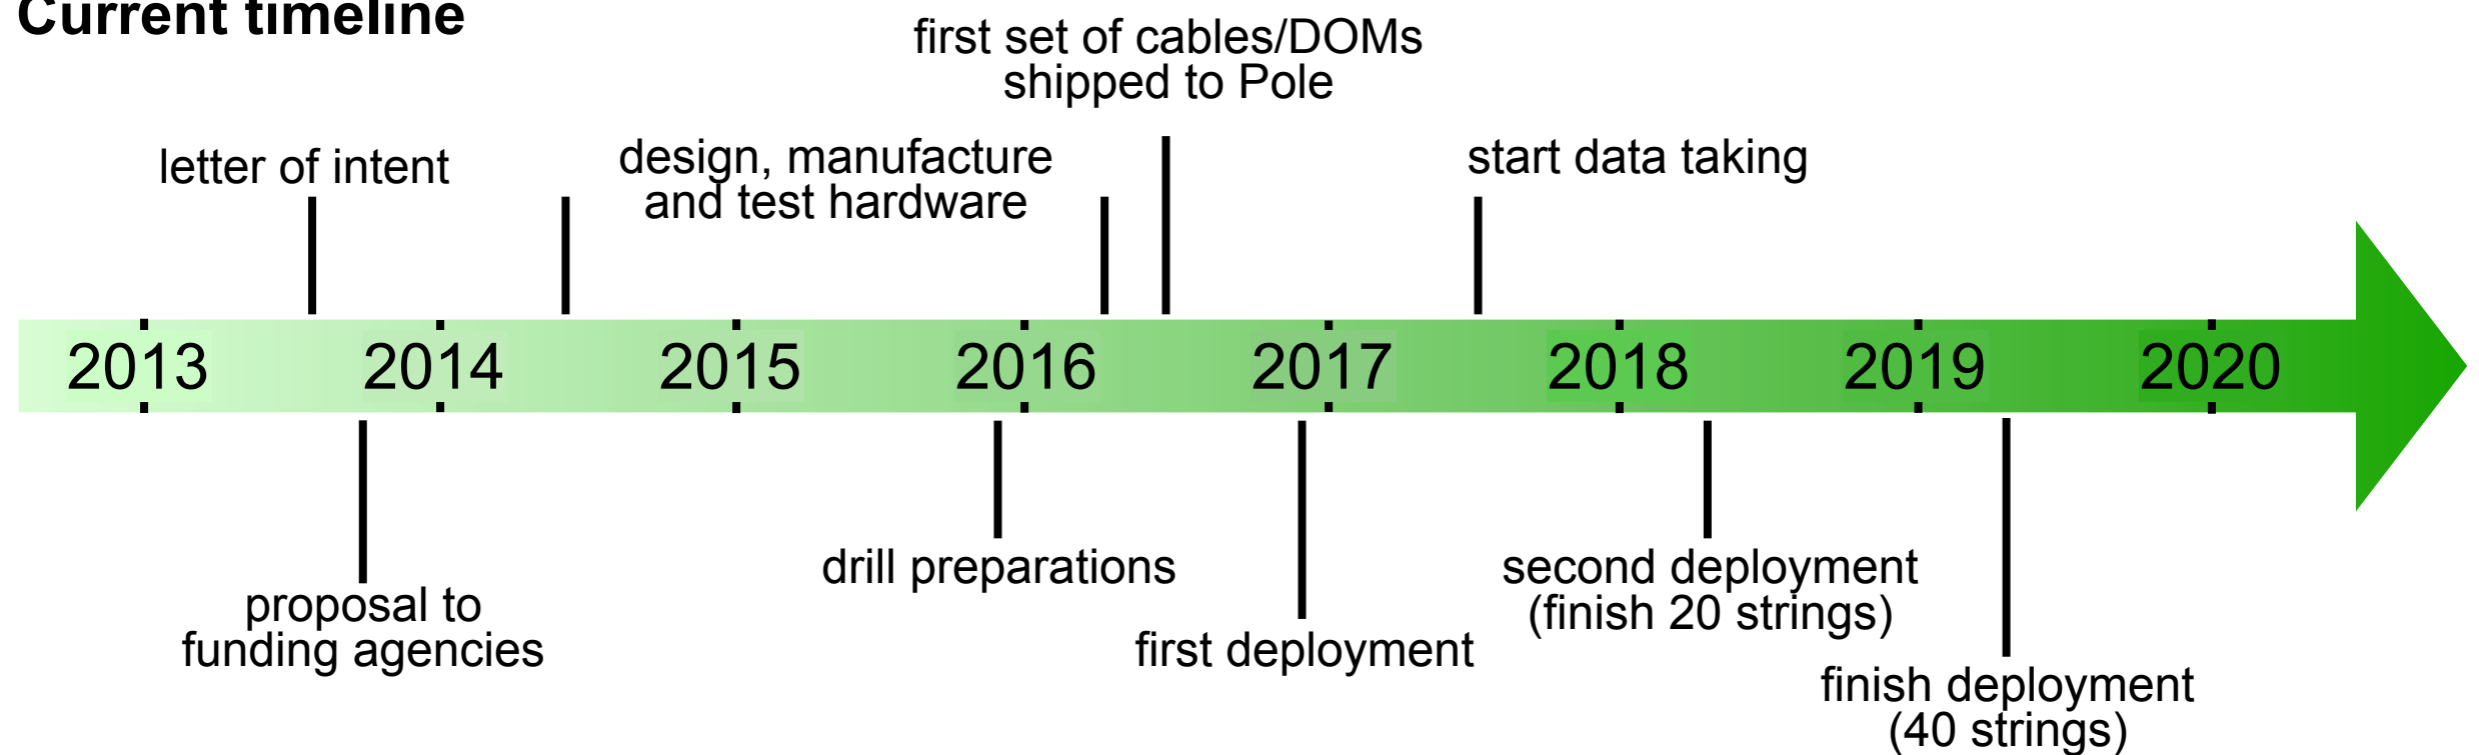 Current timeline
first set of cables/DOMs
shipped to Pole
letter of intent
design, manufacture
and test hardware
start data taking
2013 2014 2015 2016 2017 2018 2019 2020
proposal to
funding agencies
drill preparations
first deployment
second deployment
(finish 20 strings)
finish deployment
(40 strings)